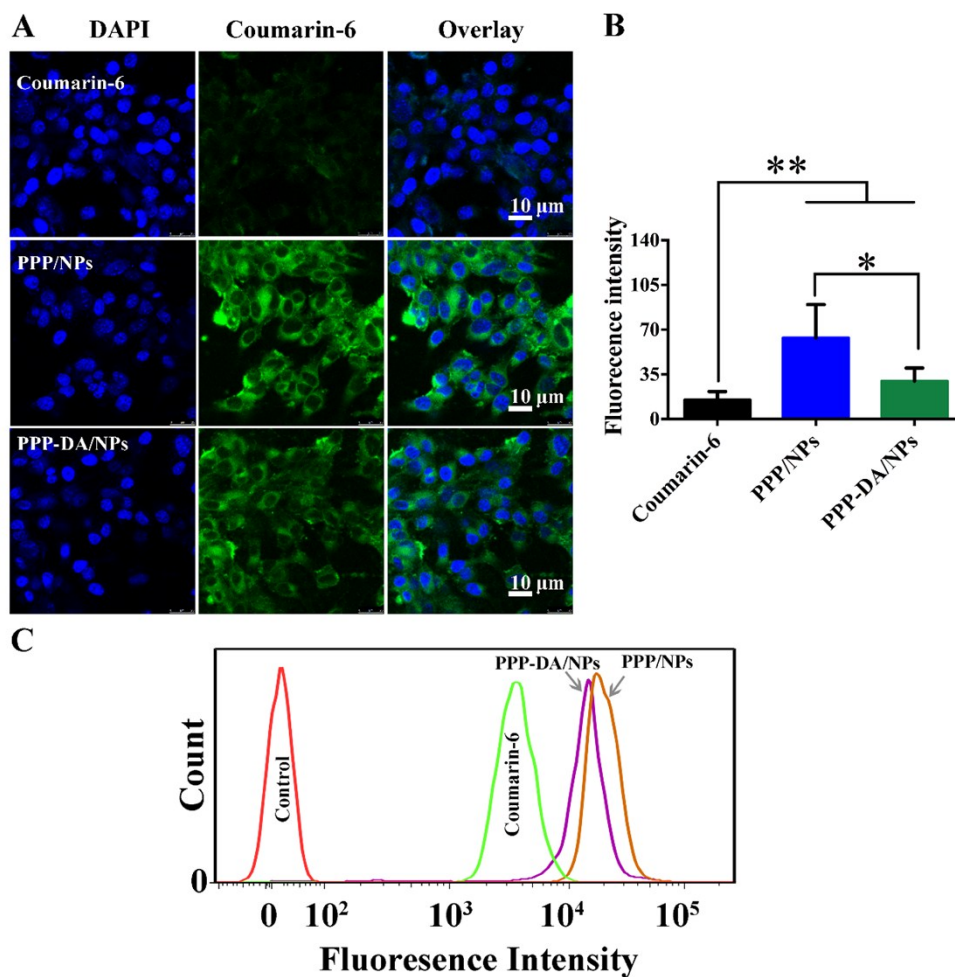 A
DAPI Coumarin-6 Overlay
Coumarin-6
10 μm
PPP/NPs
10 μm
PPP-DA/NPs
10 μm
B
**
*
Fluorecence intensity
140
70
35
0
Coumarin-6
PPP/NPs
PPP-DA/NPs
C
Count
0
Control
Coumarin-6
PPP-DA/NPs
PPP/NPs
0 10² 10³ 10⁴ 10⁵
Fluoresence Intensity